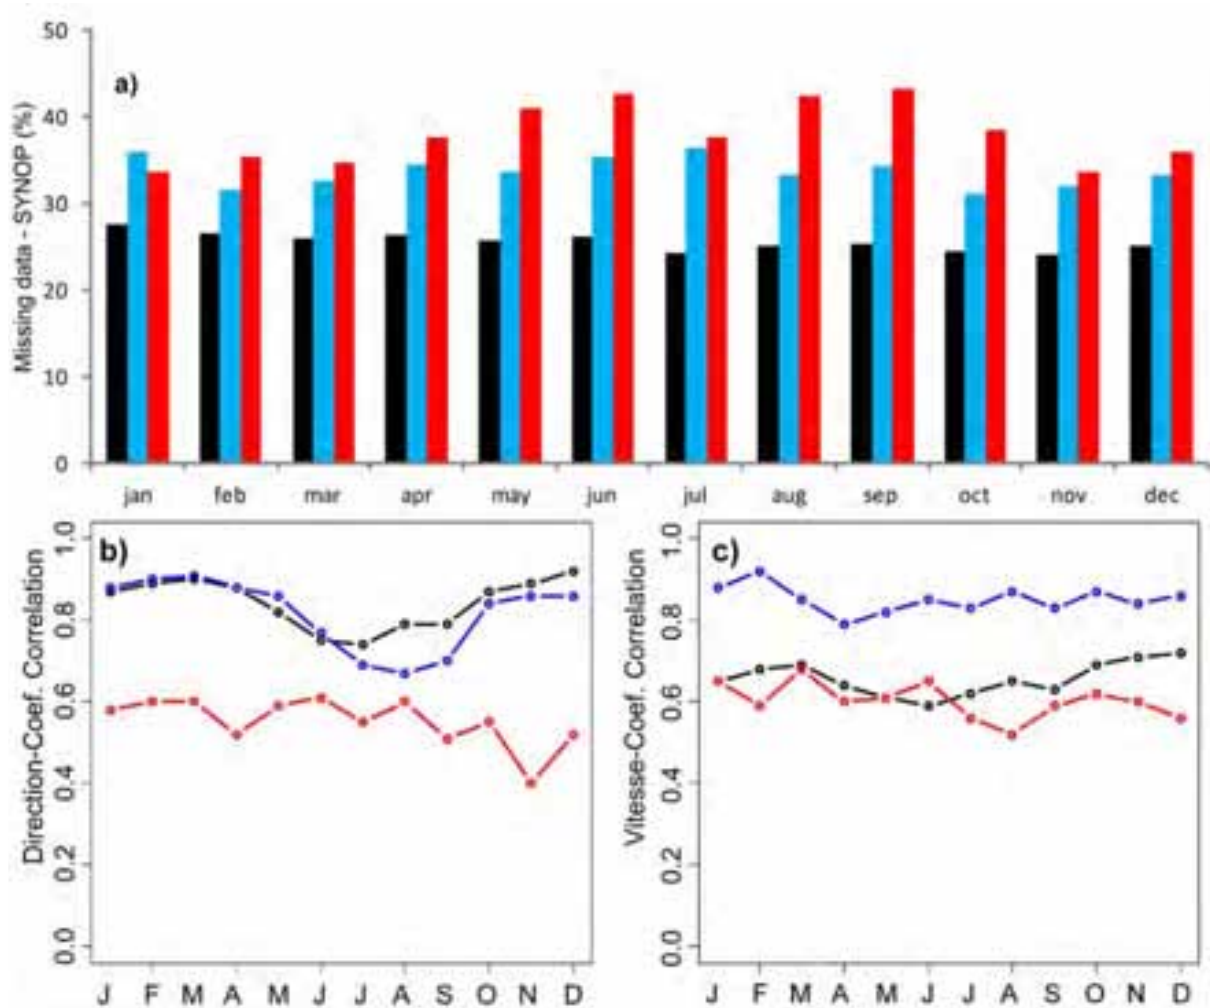 Missing data - SYNOP (%)
50
40
30
20
10
0
a)
jan feb mar apr may jun jul aug sep oct nov dec
Direction-Coef. Correlation
1.0
0.8
0.6
0.4
0.2
0.0
b)
J F M A M J J A S O N D
Vitesse-Coef. Correlation
1.0
0.8
0.6
0.4
0.2
0.0
c)
J F M A M J J A S O N D